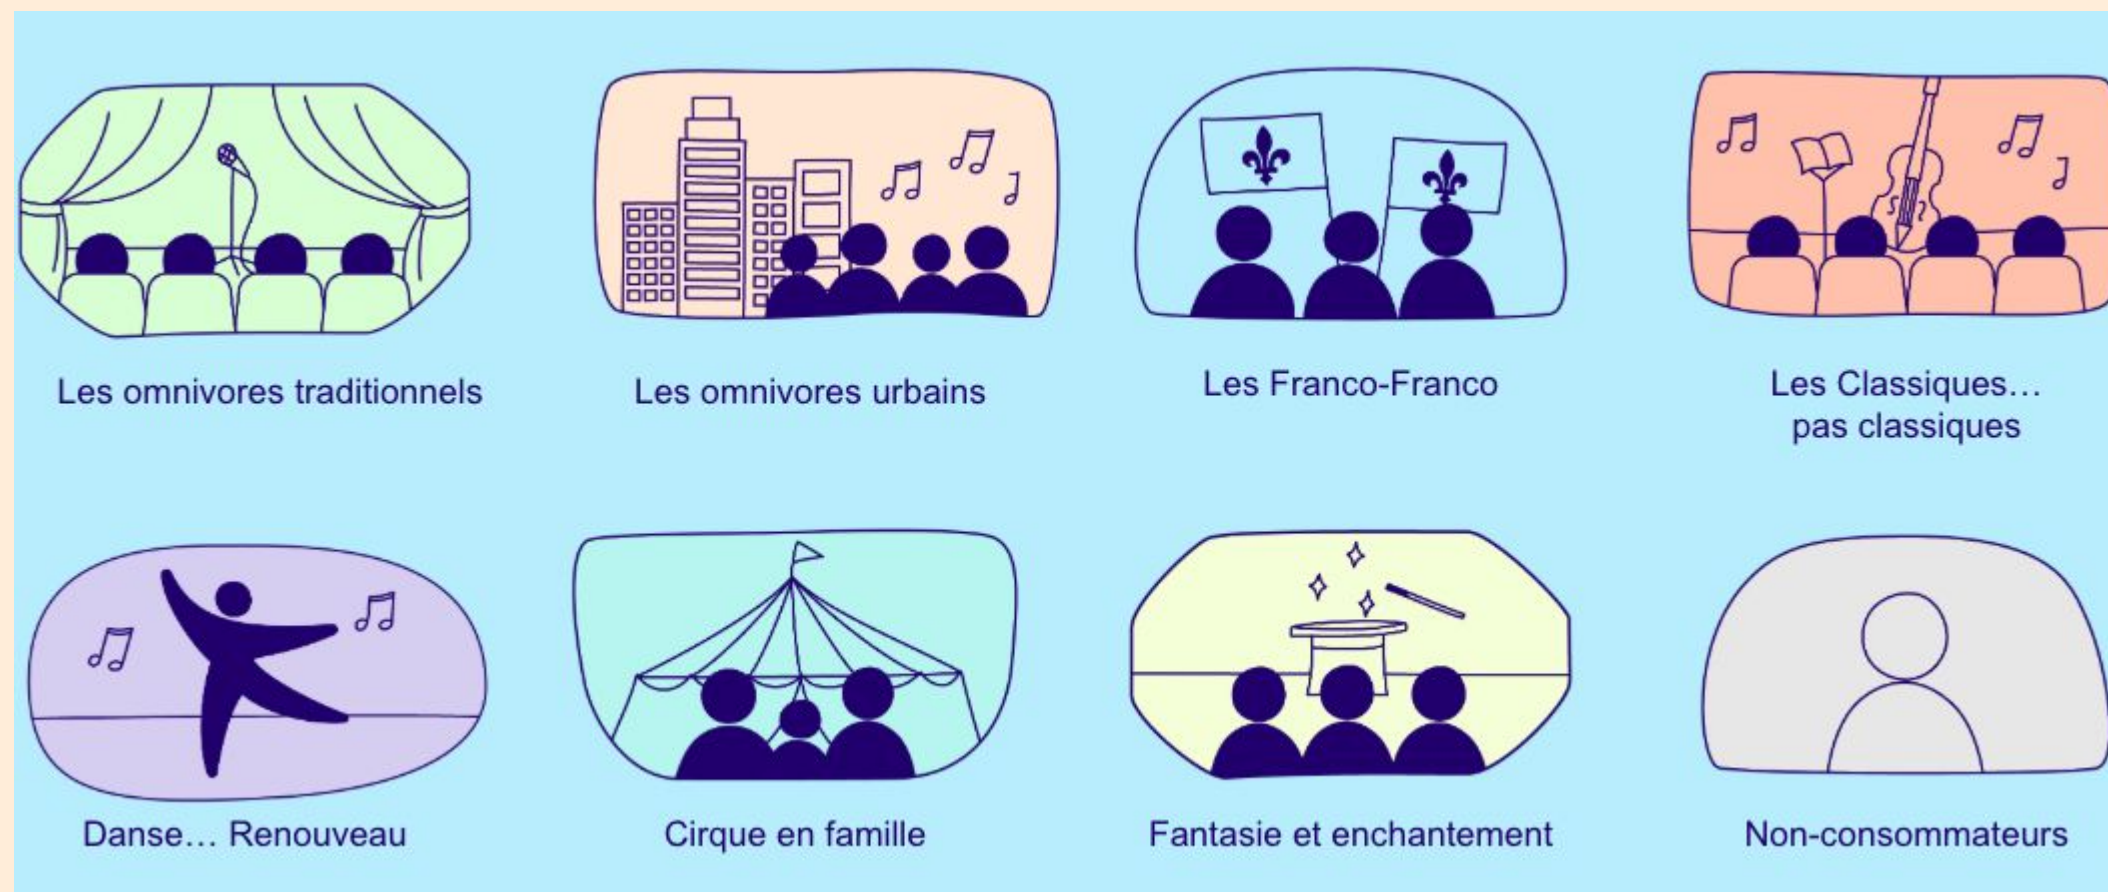 Les omnivores traditionnels
Les omnivores urbains
Les Franco-Franco
Les Classiques…
pas classiques
Danse… Renouveau
Cirque en famille
Fantasie et enchantement
Non-consommateurs